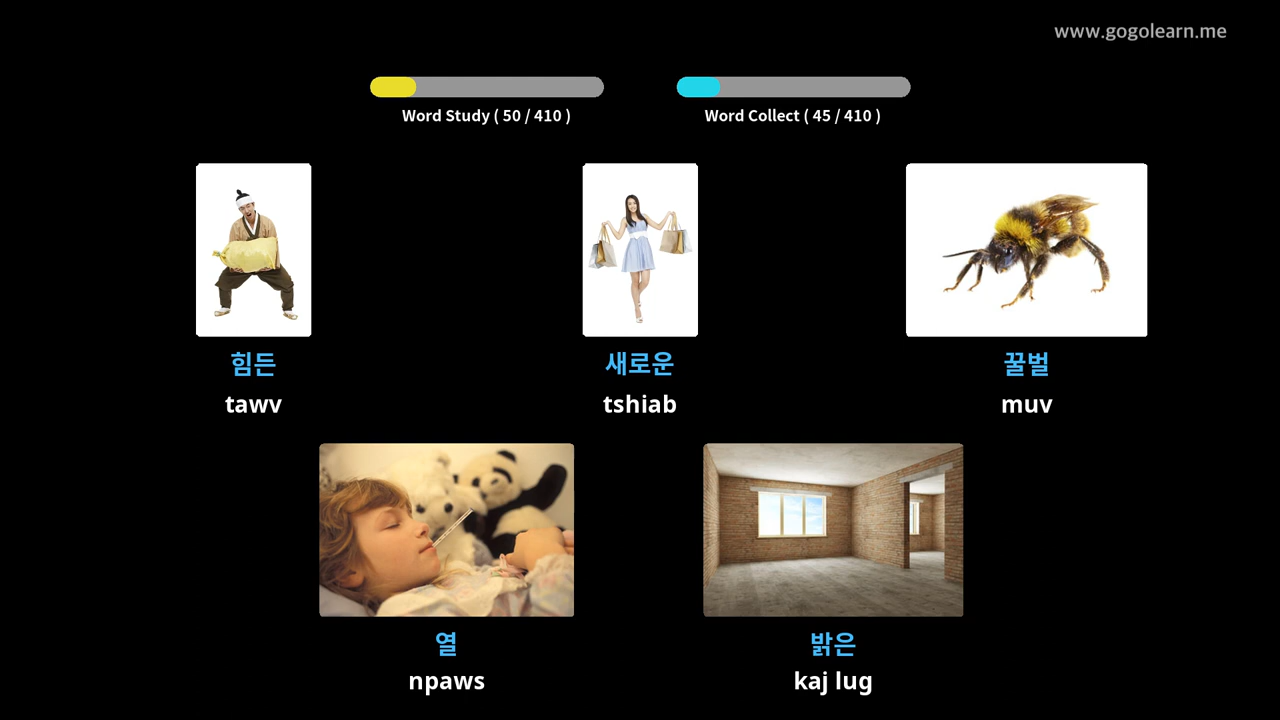 www.gogolearn.me
Word Study ( 50 / 410 )
Word Collect ( 45 / 410 )
힘든
tawv
새로운
tshiab
꿀벌
muv
열
npaws
밝은
kaj lug